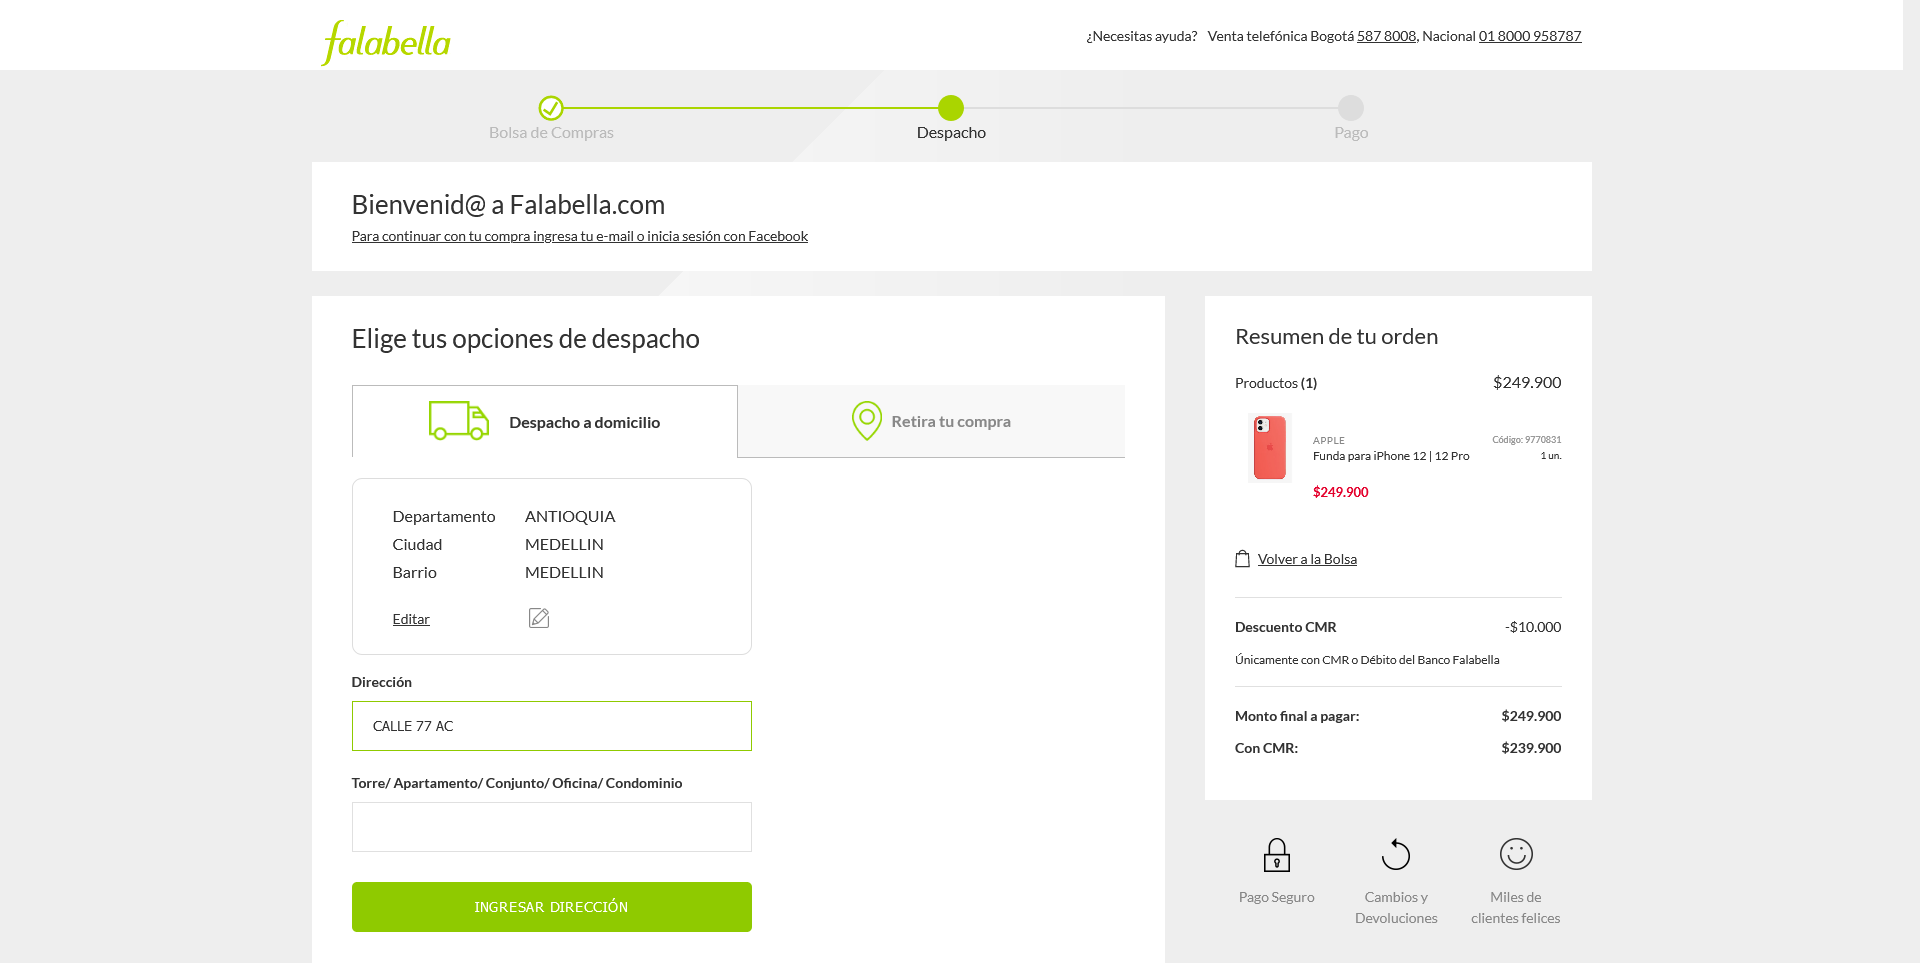 falabella
¿Necesitas ayuda? Venta telefónica Bogotá 587 8008, Nacional 01 8000 958787
Bolsa de Compras
Despacho
Pago
Bienvenid@ a Falabella.com
Para continuar con tu compra ingresa tu e-mail o inicia sesión con Facebook
Elige tus opciones de despacho
Despacho a domicilio
Retira tu compra
Departamento ANTIOQUIA
Ciudad MEDELLIN
Barrio MEDELLIN
Editar
Dirección
CALLE 77 AC
Torre/ Apartamento/ Conjunto/ Oficina/ Condominio
INGRESAR DIRECCIÓN
Resumen de tu orden
Productos (1) $249.900
APPLE Código: 9770831
Funda para iPhone 12 | 12 Pro 1 un.
$249.900
Volver a la Bolsa
Descuento CMR -$10.000
Únicamente con CMR o Débito del Banco Falabella
Monto final a pagar: $249.900
Con CMR: $239.900
Pago Seguro
Cambios y
Devoluciones
Miles de
clientes felices